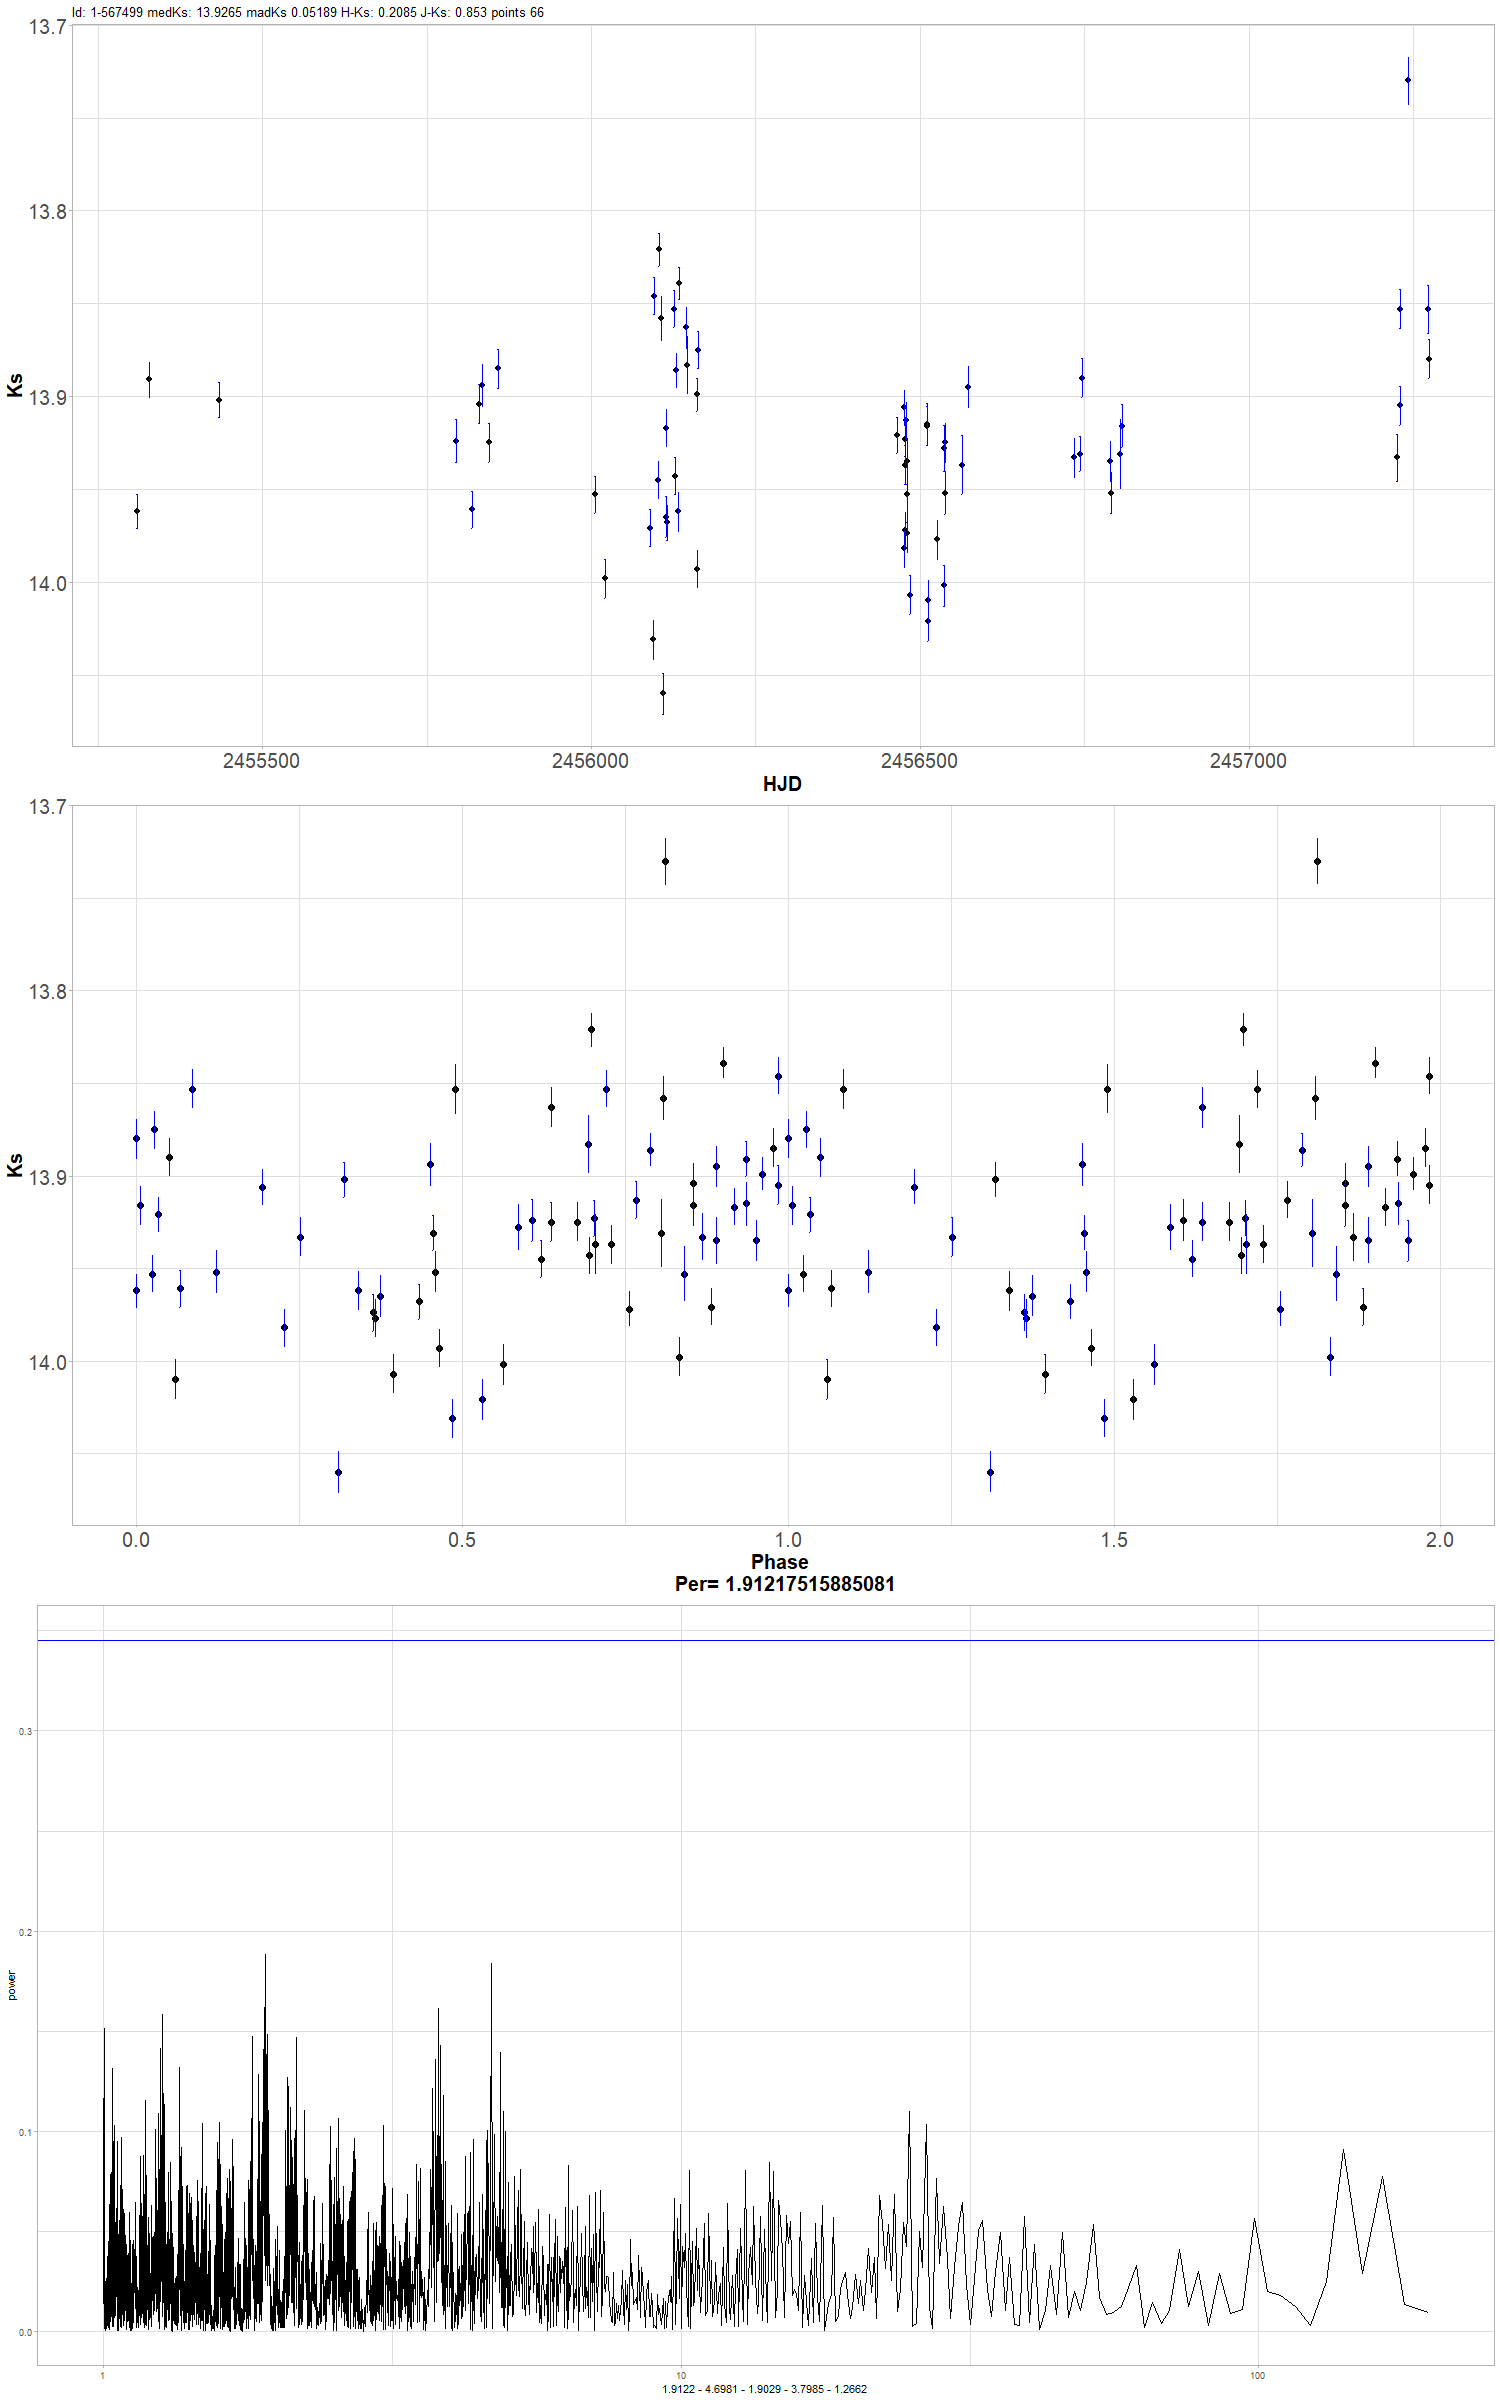 Id: 1-567499 medKs: 13.9265 madKs 0.05189 H-Ks: 0.2085 J-Ks: 0.853 points 66
13.7
13.8
13.9
14.0
Ks
2455500 2456000 2456500 2457000
HJD
13.7
13.8
13.9
14.0
Ks
0.0 0.5 1.0 1.5 2.0
Phase
Per= 1.91217515885081
0.3
0.2
0.1
0.0
power
1 10 100
1.9122 - 4.6981 - 1.9029 - 3.7985 - 1.2662